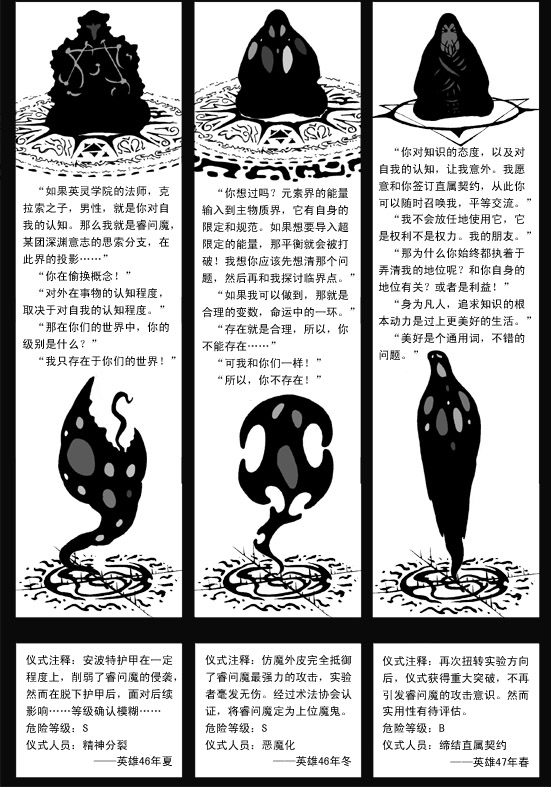 “如果英灵学院的法师，克
拉索之子，男性，就是你对自
我的认知。那么我就是睿问魔，
某团深渊意志的思索分支，在
此界的投影……”
“你在偷换概念！”
“对外在事物的认知程度，
取决于对自我的认知程度。”
“那在你们的世界中，你的
级别是什么？”
“我只存在于你们的世界！”
“你想过吗？元素界的能量
输入到主物质界，它有自身的
限定和规范。如果想要导入超
限定的能量，那平衡就会被打
破！我想你应该先想清那个问
题，然后再和我探讨临界点。”
“如果我可以做到，那就是
合理的变数，命运中的一环。”
“存在就是合理，所以，你
不能存在……”
“可我和你们一样！”
“所以，你不存在！”
“你对知识的态度，以及对
自我的认知，让我意外。我愿
意和你签订直属契约，从此你
可以随时召唤我，平等交流。”
“我不会放任地使用它，它
是权利不是权力。我的朋友。”
“那为什么你始终都执着于
弄清我的地位呢？和你自身的
地位有关？或者是利益！”
“身为凡人，追求知识的根
本动力是过上更美好的生活。”
“美好是个通用词，不错的
问题。”
仪式注释：安波特护甲在一定
程度上，削弱了睿问魔的侵袭，
然而在脱下护甲后，面对后续
影响……等级确认模糊……
危险等级：S
仪式人员：精神分裂
——英雄46年夏
仪式注释：仿魔外皮完全抵御
了睿问魔最强力的攻击，实验
者毫发无伤。经过术法协会认
证，将睿问魔定为上位魔鬼。
危险等级：S
仪式人员：恶魔化
——英雄46年冬
仪式注释：再次扭转实验方向
后，仪式获得重大突破，不再
引发睿问魔的攻击意识。然而
实用性有待评估。
危险等级：B
仪式人员：缔结直属契约
——英雄47年春